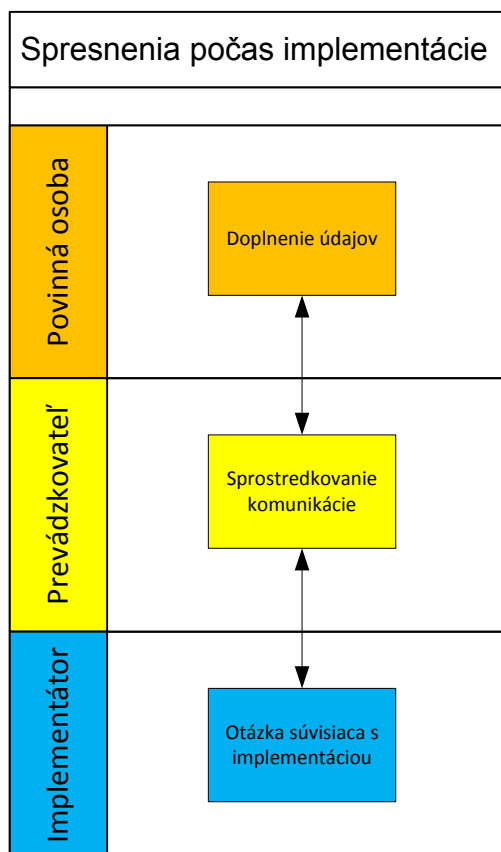 Spresnenia počas implementácie
Povinná osoba
Doplnenie údajov
Prevádzkovateľ
Sprostredkovanie
komunikácie
Implementátor
Otázka súvisiaca s
implementáciou